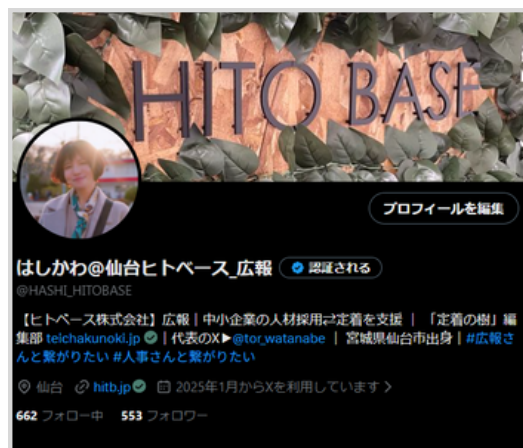 HITO BASE
プロフィールを編集
はしかわ@仙台ヒトベース_広報 認証される
@HASHI_HITOBASE
【ヒトベース株式会社】広報｜中小企業の人材採用⇄定着を支援 ｜ 「定着の樹」編
集部 teichakunoki.jp ｜代表のX▶@tor_watanabe ｜ 宮城県仙台市出身｜#広報さ
んと繋がりたい #人事さんと繋がりたい
仙台 hitb.jp 2025年1月からXを利用しています
662 フォロー中 553 フォロワー